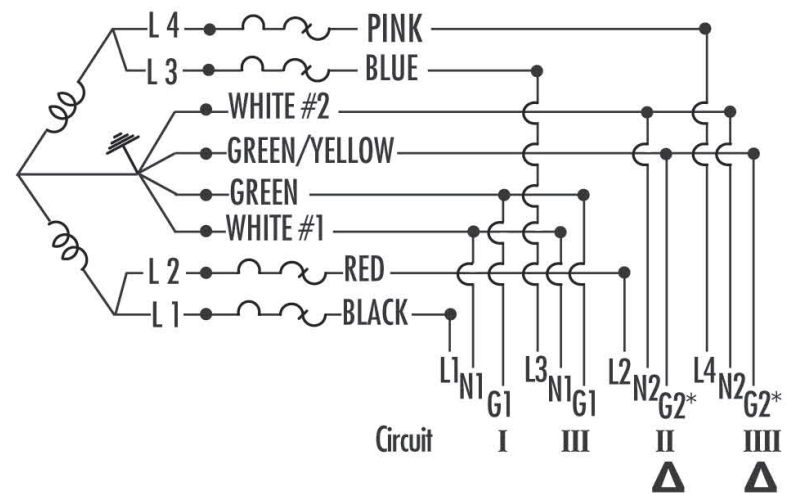 L 4 PINK
L 3 BLUE
WHITE #2
GREEN/YELLOW
GREEN
WHITE #1
L 2 RED
L 1 BLACK
L1 N1 G1 L3 N1 G1 L2 N2 G2* L4 N2 G2*
Circuit I III II IIII
Δ Δ